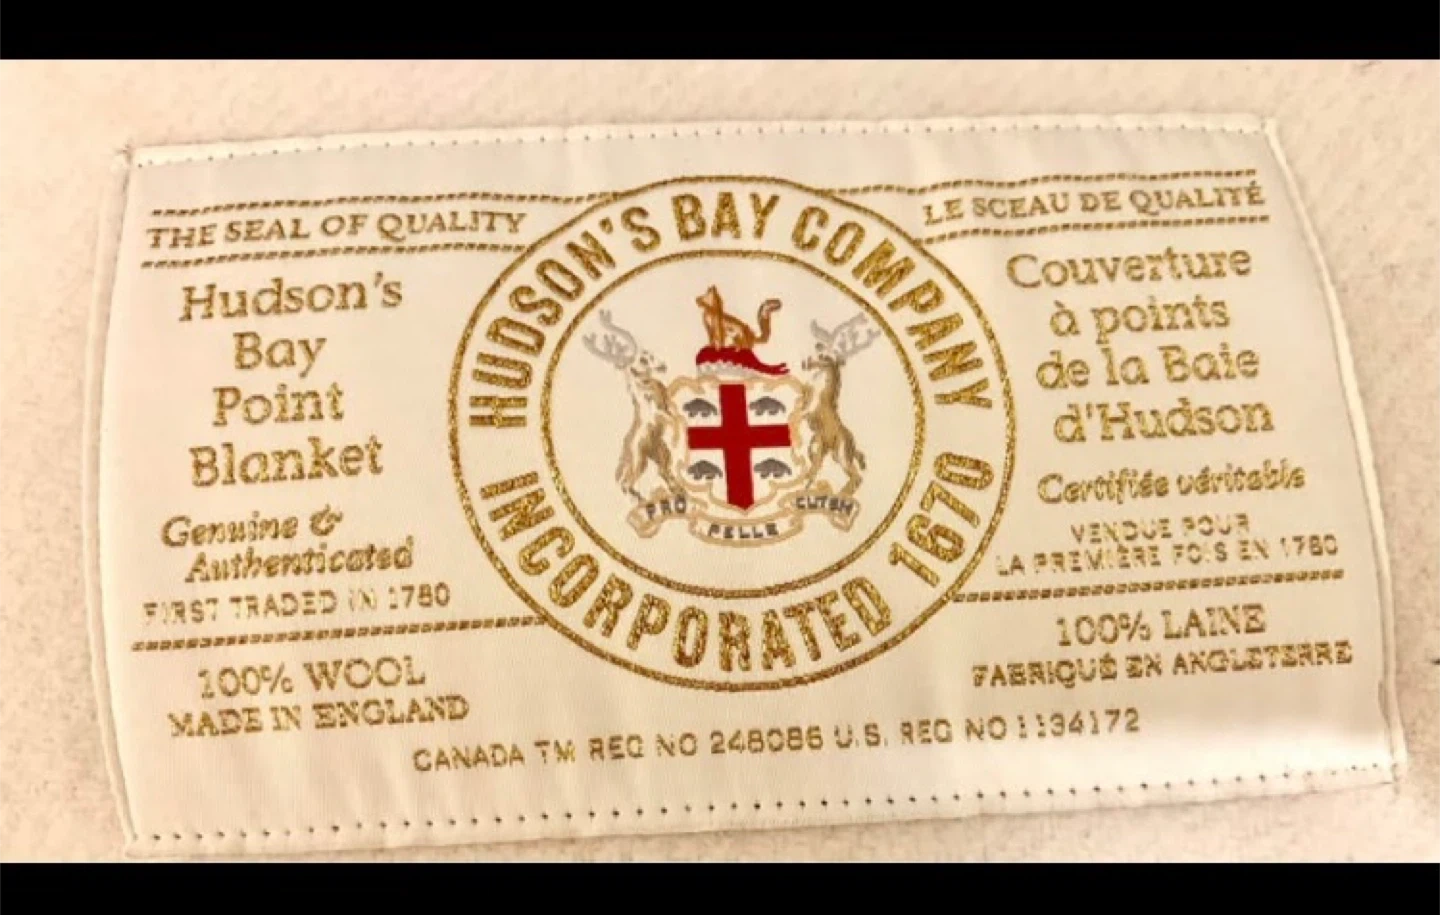 THE SEAL OF QUALITY
Hudson's
Bay
Point
Blanket
Genuine &
Authenticated
FIRST TRADED IN 1780
100% WOOL
MADE IN ENGLAND
HUDSON'S BAY COMPANY
INCORPORATED 1670
PRO PELLE CUTEM
LE SCEAU DE QUALITÉ
Couverture
à points
de la Baie
d'Hudson
Certifiée véritable
VENDUE POUR
LA PREMIÈRE FOIS EN 1780
100% LAINE
FABRIQUÉ EN ANGLETERRE
CANADA TM REG NO 248086 U.S. REG NO 1134172